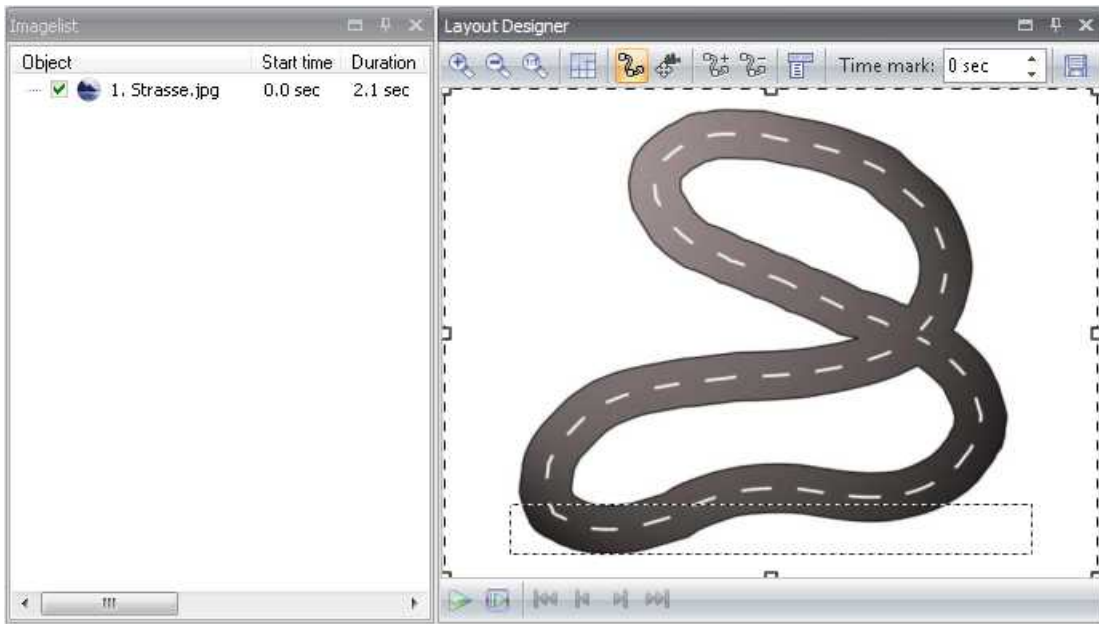 Imagelist
Object Start time Duration
1. Strasse.jpg 0.0 sec 2.1 sec
Layout Designer
Time mark: 0 sec